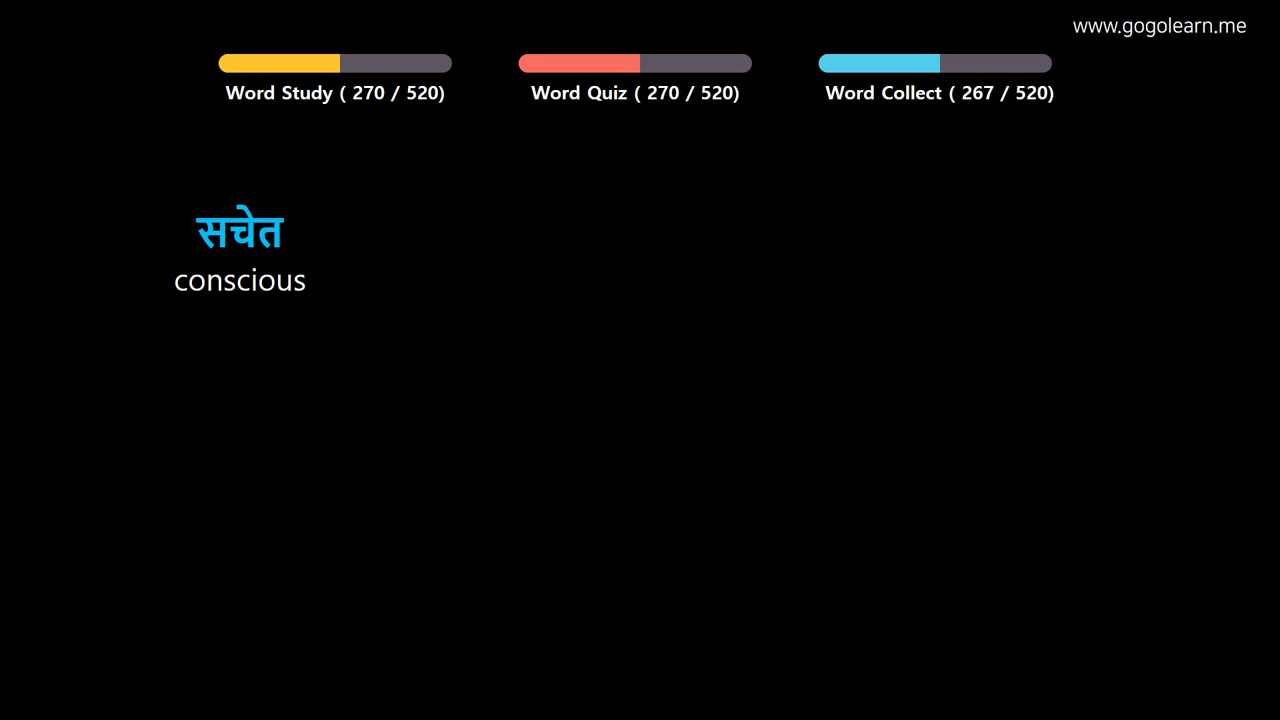 www.gogolearn.me
Word Study ( 270 / 520)
Word Quiz ( 270 / 520)
Word Collect ( 267 / 520)
सचेत
conscious